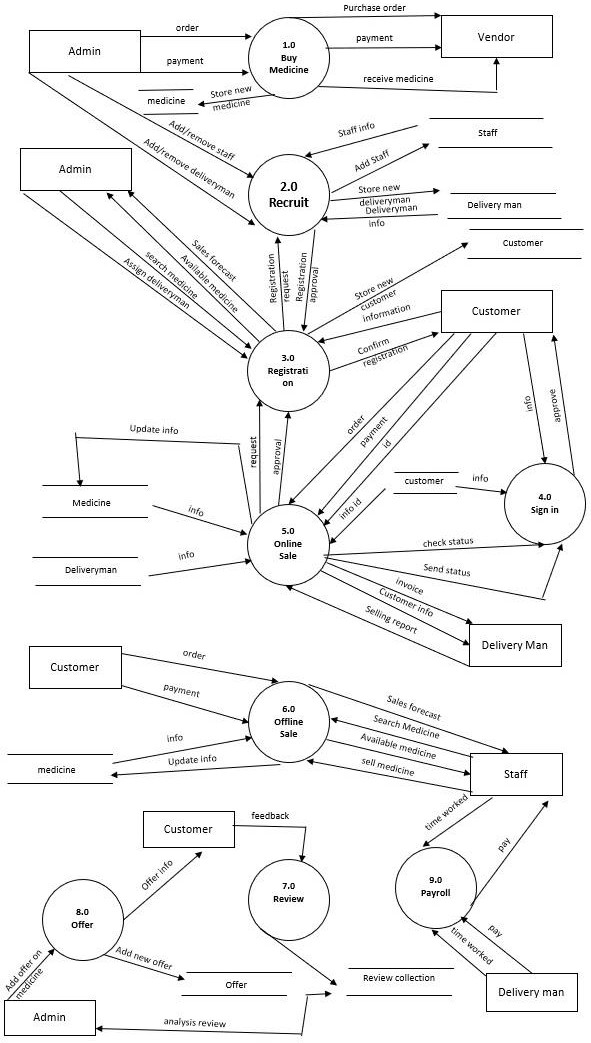 Purchase order
order
1.0
Buy
Medicine
Admin
payment
Vendor
payment
receive medicine
Store new
medicine
medicine
Add/remove staff
Add/remove deliveryman
Staff info
Staff
Add Staff
Admin
2.0
Recruit
Store new
deliveryman
Deliveryman
info
Delivery man
Customer
Sales forecast
Available medicine
search medicine
Assign deliveryman
Registration
request
Registration
approval
Store new
customer
information
Customer
3.0
Registrati
on
Confirm
registration
order
payment
id
info
approve
Update info
request
approval
customer
info
4.0
Sign in
Medicine
info
info id
5.0
Online
Sale
check status
Send status
Deliveryman
info
invoice
Customer info
Selling report
Delivery Man
Customer
order
payment
6.0
Offline
Sale
Sales forecast
Search Medicine
Available medicine
sell medicine
info
Update info
medicine
Staff
time worked
pay
Customer
feedback
Offer info
7.0
Review
9.0
Payroll
8.0
Offer
Add offer on
medicine
Add new offer
Offer
Review collection
pay
time worked
Delivery man
Admin
analysis review